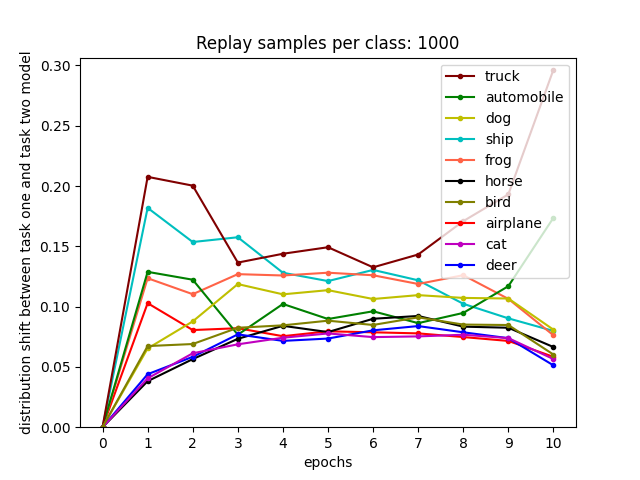 Replay samples per class: 1000
distribution shift between task one and task two model
0.30
0.25
0.20
0.15
0.10
0.05
0.00
truck
automobile
dog
ship
frog
horse
bird
airplane
cat
deer
0 1 2 3 4 5 6 7 8 9 10
epochs